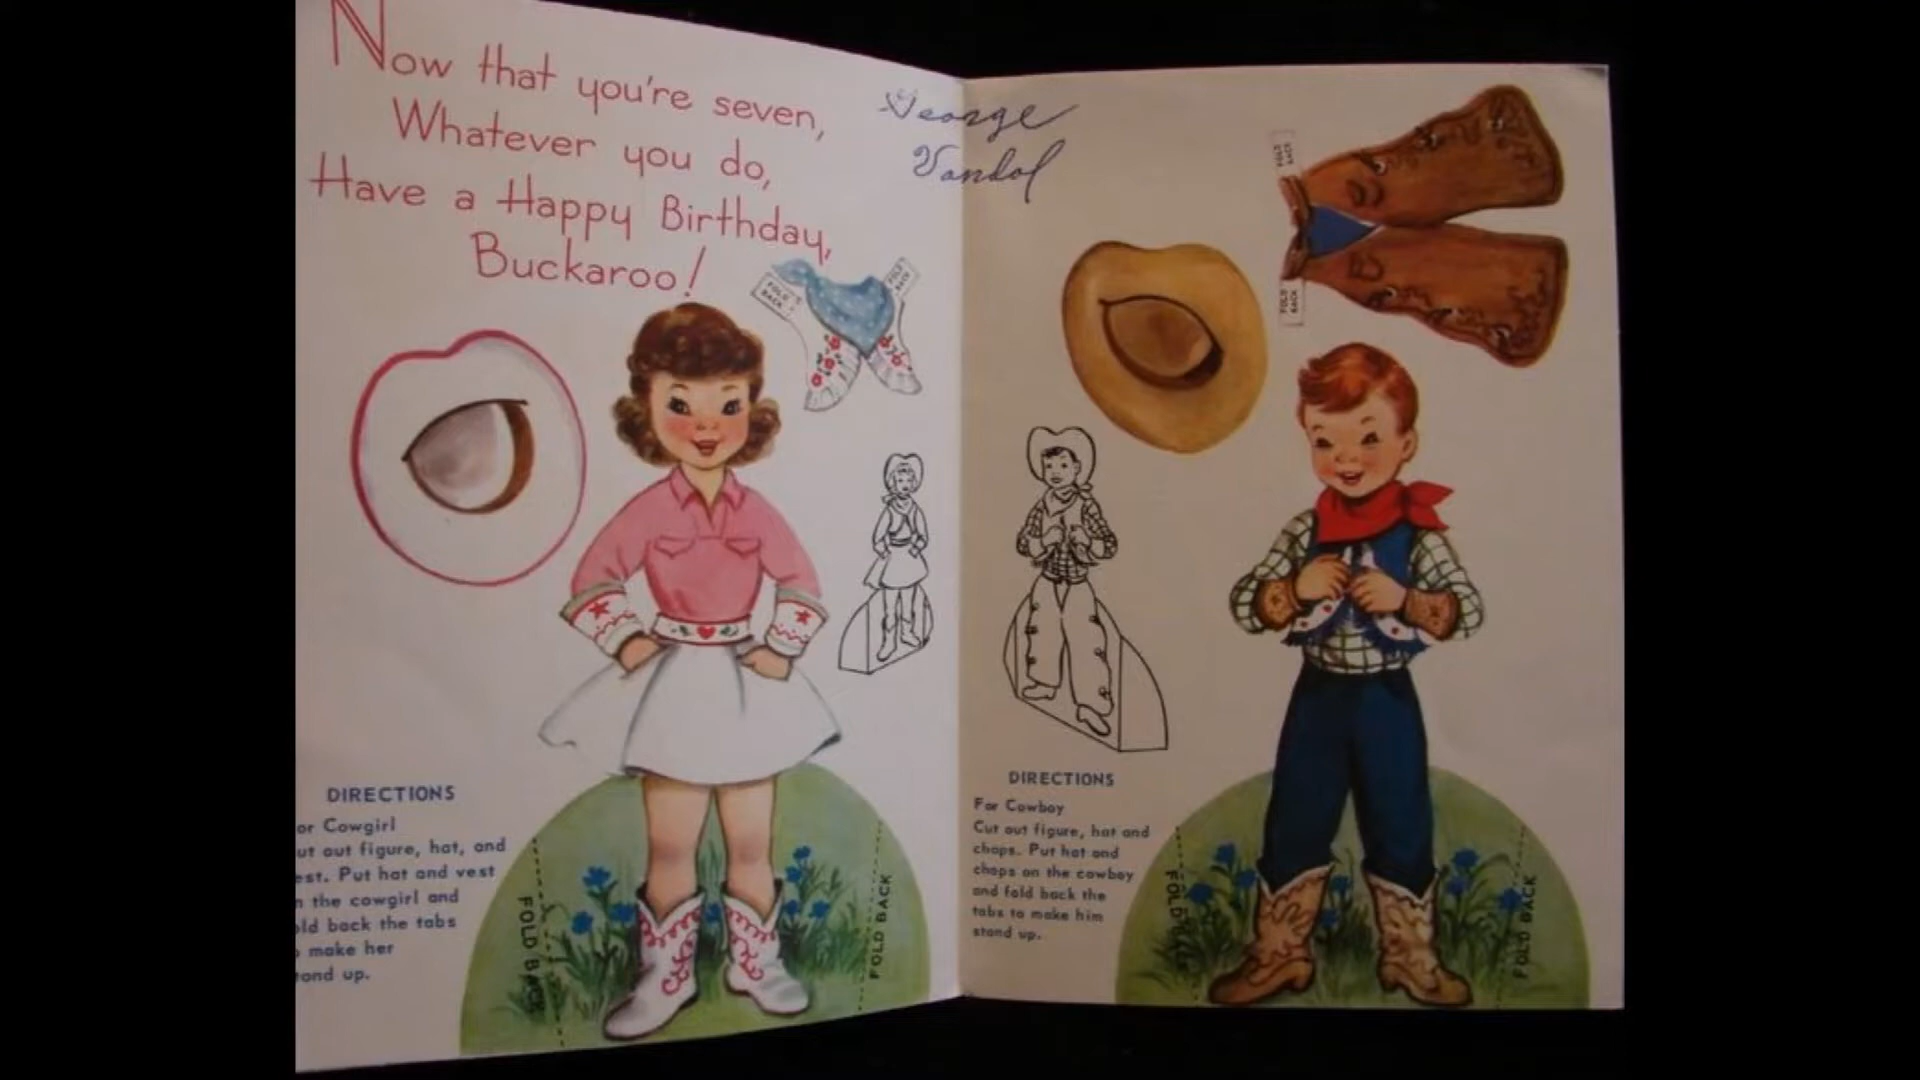 Now that you're seven,
Whatever you do,
Have a Happy Birthday,
Buckaroo!
George
Vandol
FOLD BACK
FOLD BACK
FOLD BACK
FOLD BACK
DIRECTIONS
or Cowgirl
ut out figure, hat, and
est. Put hat and vest
n the cowgirl and
old back the tabs
o make her
tand up.
FOLD BACK
FOLD BACK
DIRECTIONS
For Cowboy
Cut out figure, hat and
chaps. Put hat and
chaps on the cowboy
and fold back the
tabs to make him
stand up.
FOLD BACK
FOLD BACK